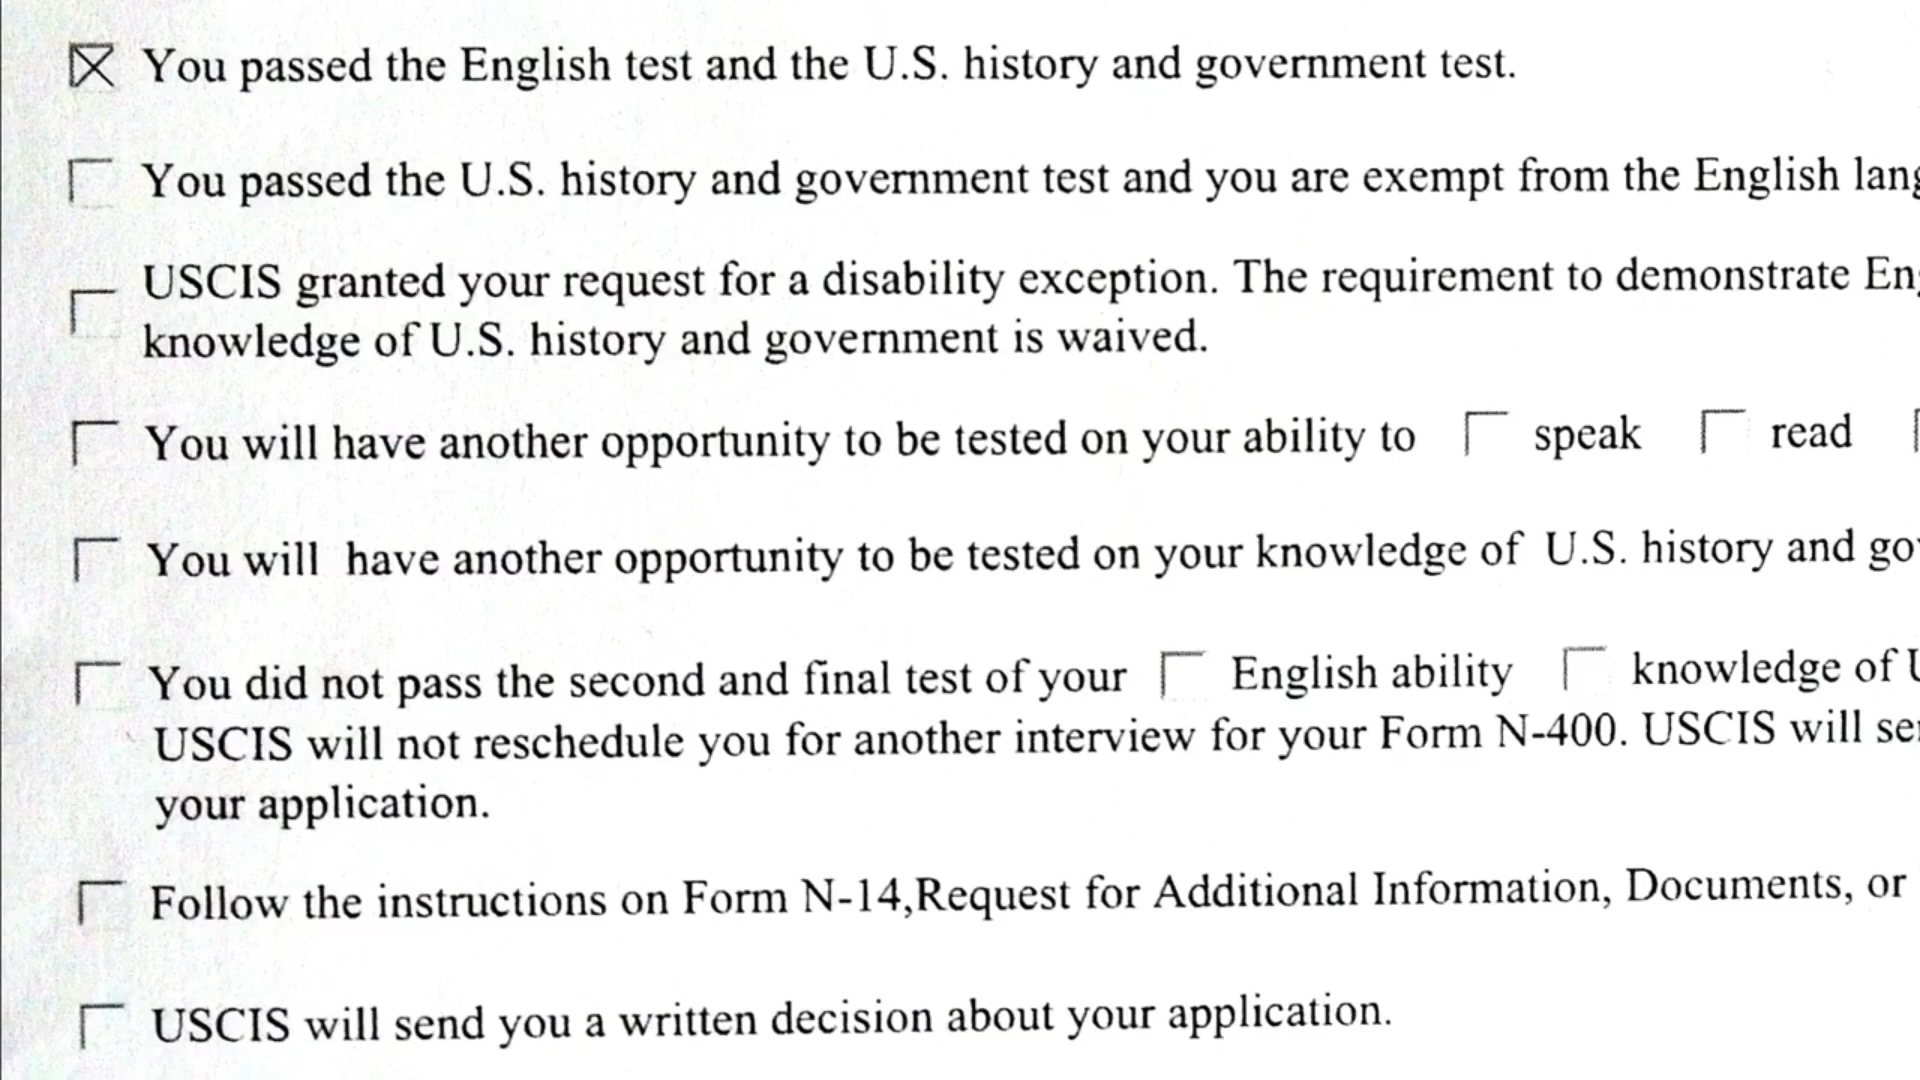 You passed the English test and the U.S. history and government test.
You passed the U.S. history and government test and you are exempt from the English lang
USCIS granted your request for a disability exception. The requirement to demonstrate En
knowledge of U.S. history and government is waived.
You will have another opportunity to be tested on your ability to speak read
You will have another opportunity to be tested on your knowledge of U.S. history and go
You did not pass the second and final test of your English ability knowledge of U
USCIS will not reschedule you for another interview for your Form N-400. USCIS will se
your application.
Follow the instructions on Form N-14,Request for Additional Information, Documents, or
USCIS will send you a written decision about your application.